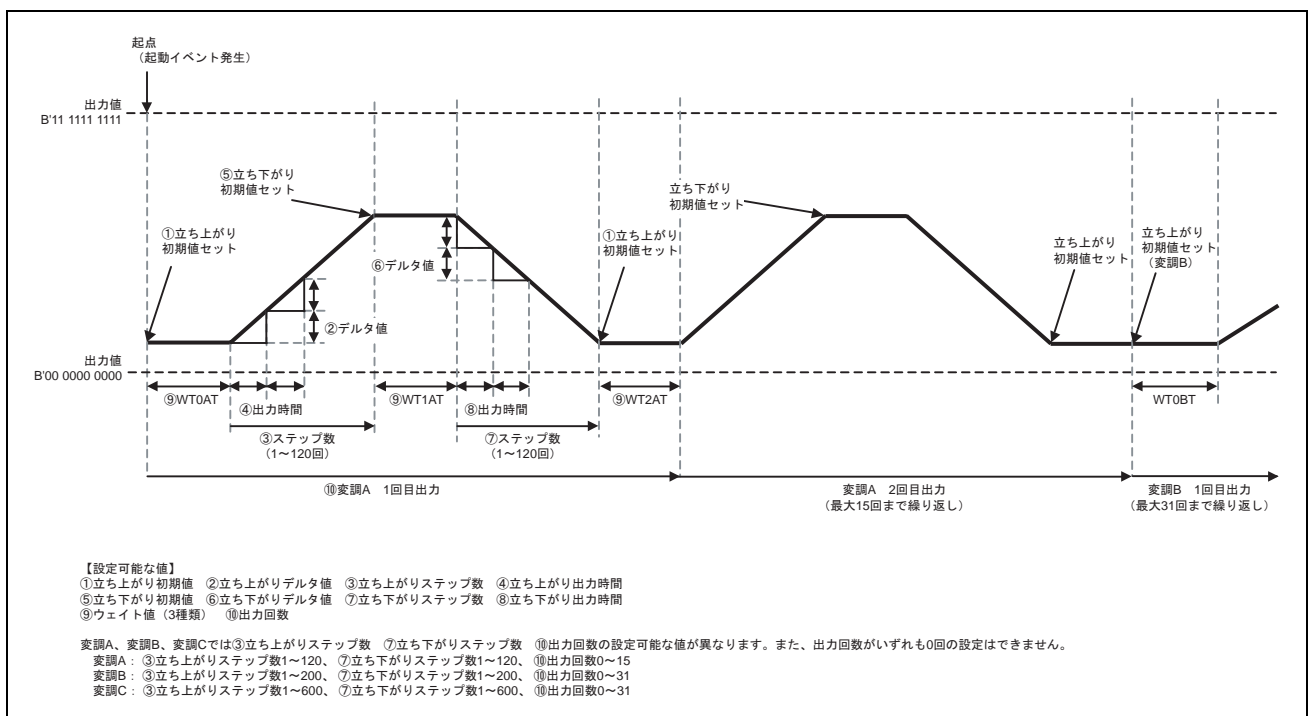 起点
(起動イベント発生)
出力値
B'11 1111 1111
⑤立ち下がり
初期値セット
立ち下がり
初期値セット
①立ち上がり
初期値セット
①立ち上がり
初期値セット
立ち上がり
初期値セット
立ち上がり
初期値セット
(変調B)
⑥デルタ値
②デルタ値
出力値
B'00 0000 0000
⑨WT0AT
④出力時間
⑨WT1AT
⑧出力時間
⑨WT2AT
WT0BT
③ステップ数
(1〜120回)
⑦ステップ数
(1〜120回)
⑩変調A 1回目出力
変調A 2回目出力
(最大15回まで繰り返し)
変調B 1回目出力
(最大31回まで繰り返し)
【設定可能な値】
①立ち上がり初期値 ②立ち上がりデルタ値 ③立ち上がりステップ数 ④立ち上がり出力時間
⑤立ち下がり初期値 ⑥立ち下がりデルタ値 ⑦立ち下がりステップ数 ⑧立ち下がり出力時間
⑨ウェイト値(3種類) ⑩出力回数
変調A、変調B、変調Cでは③立ち上がりステップ数 ⑦立ち下がりステップ数 ⑩出力回数の設定可能な値が異なります。また、出力回数がいずれも0回の設定はできません。
変調A: ③立ち上がりステップ数1〜120、⑦立ち下がりステップ数1〜120、⑩出力回数0〜15
変調B: ③立ち上がりステップ数1〜200、⑦立ち下がりステップ数1〜200、⑩出力回数0〜31
変調C: ③立ち上がりステップ数1〜600、⑦立ち下がりステップ数1〜600、⑩出力回数0〜31